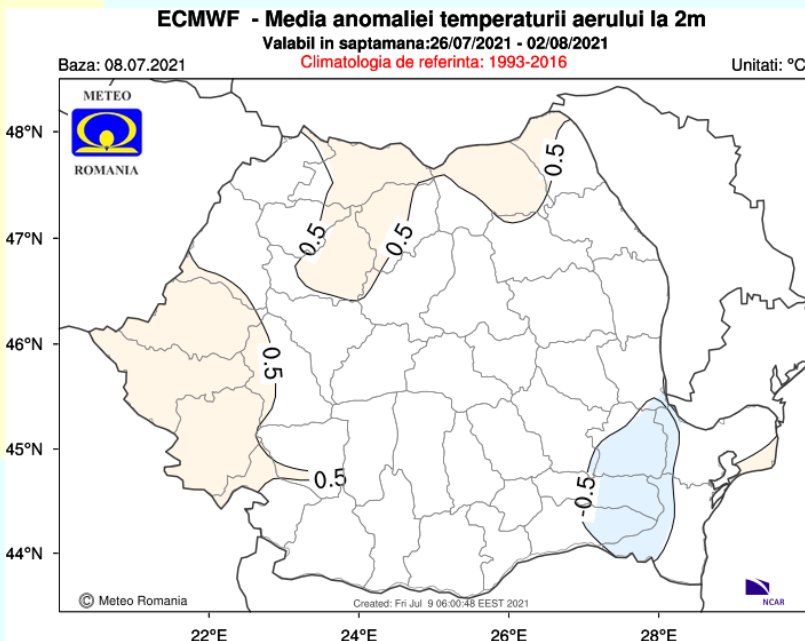 ECMWF - Media anomaliei temperaturii aerului la 2m
Valabil in saptamana:26/07/2021 - 02/08/2021
Baza: 08.07.2021
Climatologia de referinta: 1993-2016
Unitati: °C
METEO
ROMANIA
48°N
47°N
46°N
45°N
44°N
0.5
0.5
0.5
0.5
0.5
-0.5
© Meteo Romania
Created: Fri Jul 9 06:00:48 EEST 2021
NCAR
22°E
24°E
26°E
28°E